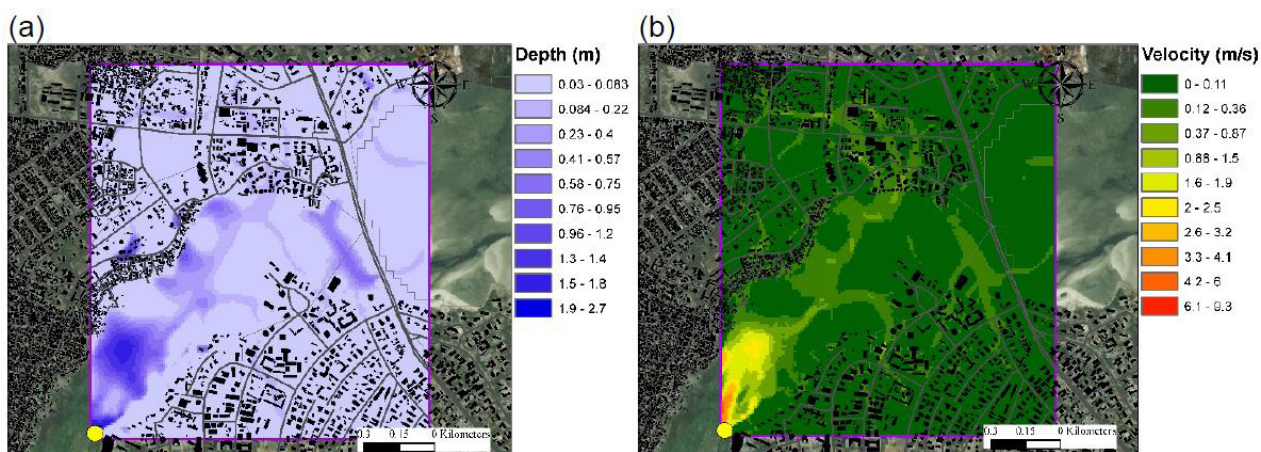 (a)
Depth (m)
0.03 - 0.083
0.084 - 0.22
0.23 - 0.4
0.41 - 0.57
0.58 - 0.75
0.76 - 0.95
0.96 - 1.2
1.3 - 1.4
1.5 - 1.8
1.9 - 2.7
E
S
0.3 0.15 0 Kilometers
(b)
Velocity (m/s)
0 - 0.11
0.12 - 0.36
0.37 - 0.87
0.88 - 1.5
1.6 - 1.9
2 - 2.5
2.6 - 3.2
3.3 - 4.1
4.2 - 6
6.1 - 9.3
W
E
S
0.3 0.15 0 Kilometers